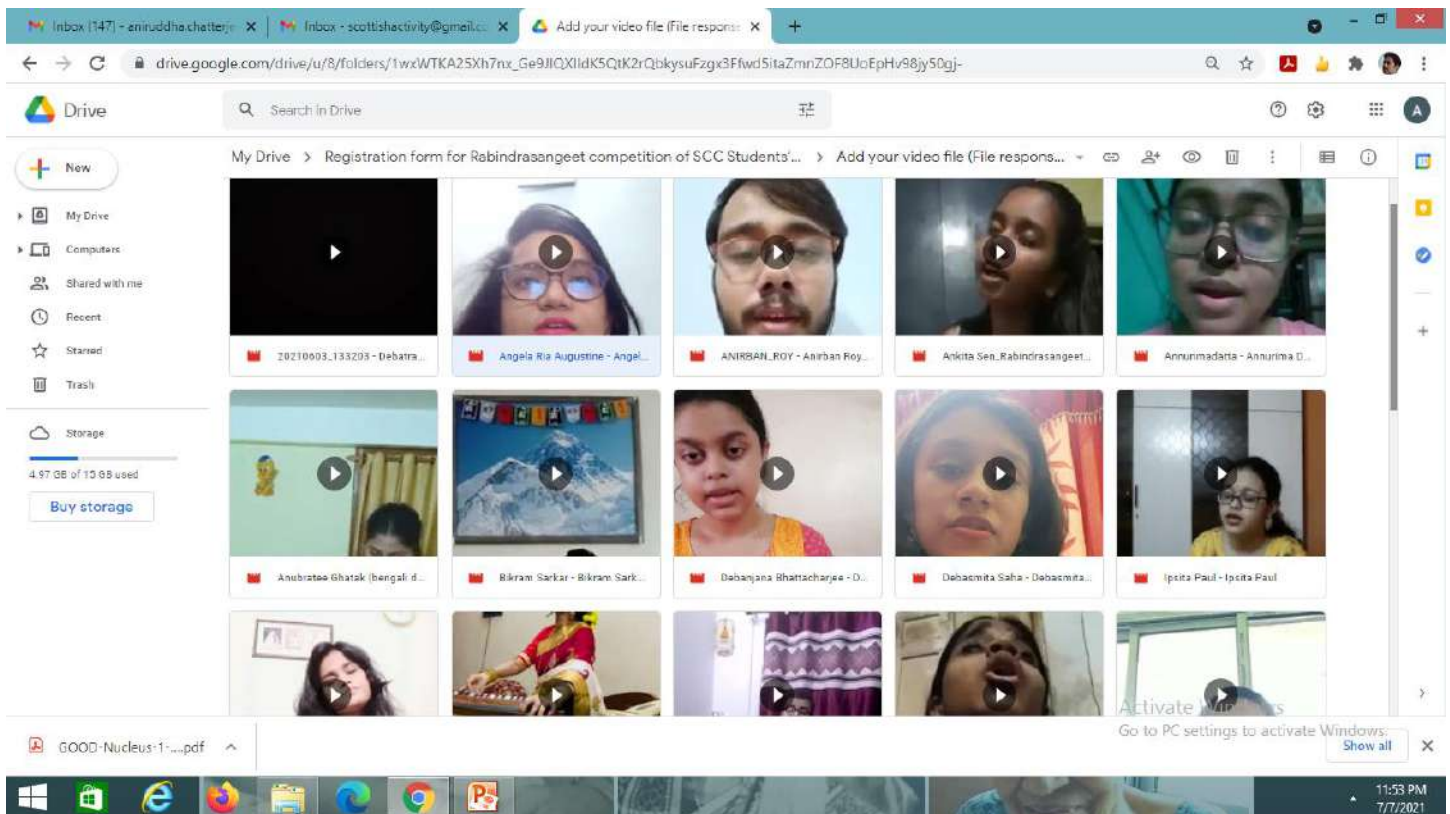 Inbox (147) - aniruddha.chatterje
Inbox - scottishactivity@gmail.cc
Add your video file (File response
drive.google.com/drive/u/8/folders/
Drive
Search in Drive
A
New
My Drive > Registration form for Rabindrasangeet competition of SCC Students'... > Add your video file (File respons...
My Drive
Computers
Shared with me
Recent
Starred
Trash
Storage
4.97 GB of 15 GB used
Buy storage
20210603_133203 - Debatra...
Angela Ria Augustine - Angel...
ANIRBAN_ROY - Anirban Roy...
Ankita Sen_Rabindrasangeet...
Annurimadatta - Annurima D...
Anubratee Ghatak (bengali d...
Bikram Sarkar - Bikram Sark...
Debanjana Bhattacharjee - D...
Debasmita Saha - Debasmita...
Ipsita Paul - Ipsita Paul
Activate Windows
Go to PC settings to activate Windows.
GOOD-Nucleus-1-....pdf
Show all
11:53 PM
7/7/2021